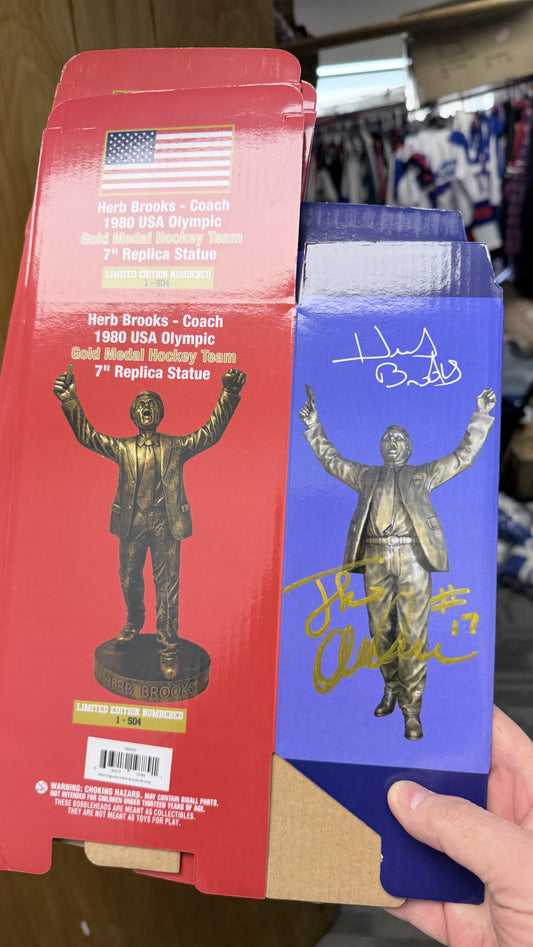 Herb Brooks - Coach
1980 USA Olympic
Gold Medal Hockey Team
7" Replica Statue
LIMITED EDITION NUMBERED
1 - 504
Herb Brooks - Coach
1980 USA Olympic
Gold Medal Hockey Team
7" Replica Statue
HERB BROOKS
LIMITED EDITION NUMBERED
1 - 504
WARNING: CHOKING HAZARD. MAY CONTAIN SMALL PARTS.
NOT INTENDED FOR CHILDREN UNDER THIRTEEN YEARS OF AGE.
THESE BOBBLEHEADS ARE MEANT AS COLLECTIBLES.
THEY ARE NOT MEANT AS TOYS FOR PLAY.
Herb
Brooks
#17